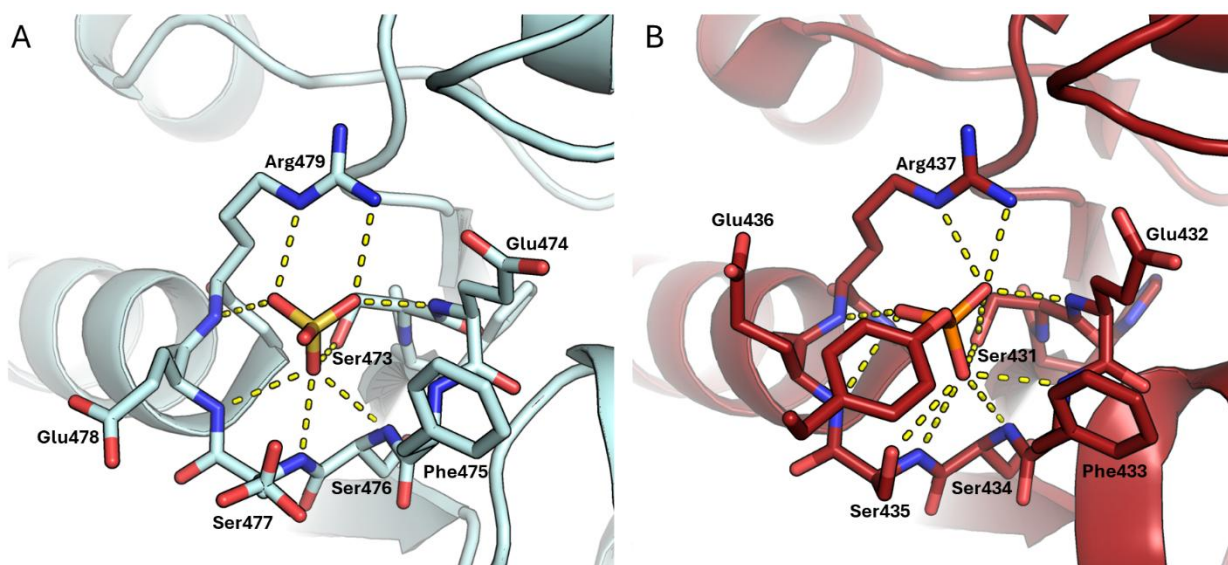 A
Arg479
Glu474
Ser473
Glu478
Phe475
Ser476
Ser477
B
Arg437
Glu436
Glu432
Ser431
Ser434
Phe433
Ser435